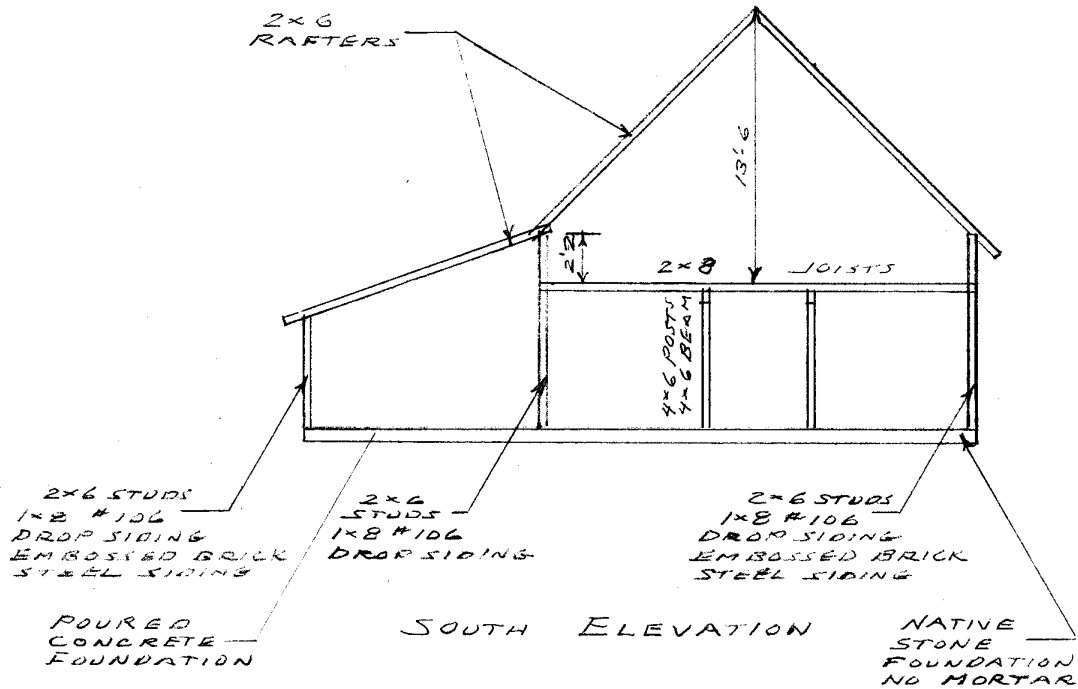 2×6
RAFTERS
13'-6
2'2
2×8 JOISTS
4×6 POSTS
4×6 BEAM
2×6 STUDS
1×8 #106
DROP SIDING
EMBOSSED BRICK
STEEL SIDING
2×6
STUDS
1×8 #106
DROP SIDING
2×6 STUDS
1×8 #106
DROP SIDING
EMBOSSED BRICK
STEEL SIDING
POURED
CONCRETE
FOUNDATION
SOUTH ELEVATION
NATIVE
STONE
FOUNDATION
NO MORTAR